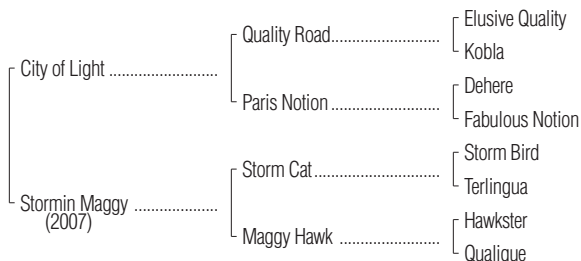 Elusive Quality
Quality Road
Kobla
City of Light
Dehere
Paris Notion
Fabulous Notion
Storm Bird
Storm Cat
Terlingua
Stormin Maggy
(2007)
Hawkster
Maggy Hawk
Qualique